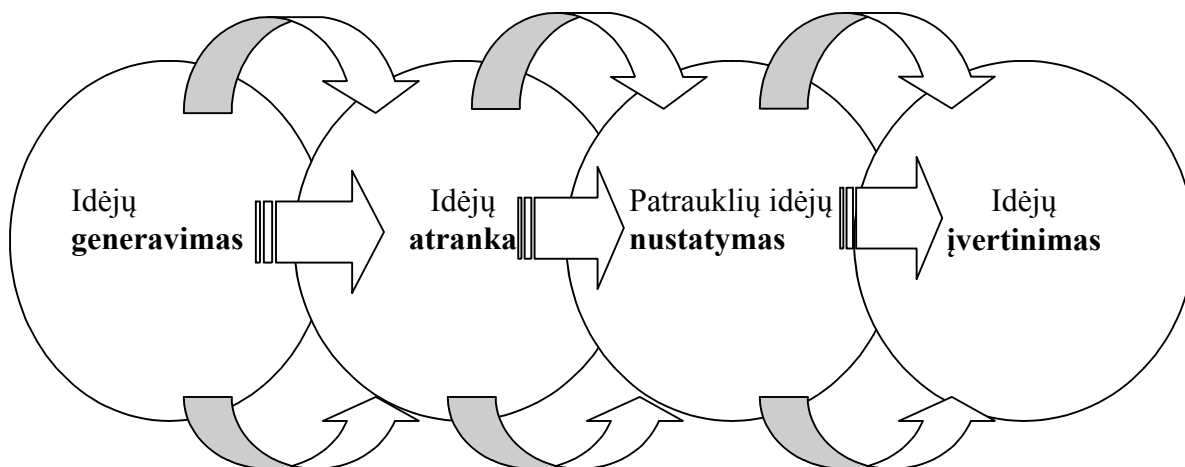 Idėjų
generavimas
Idėjų
atranka
Patrauklių idėjų
nustatymas
Idėjų
įvertinimas